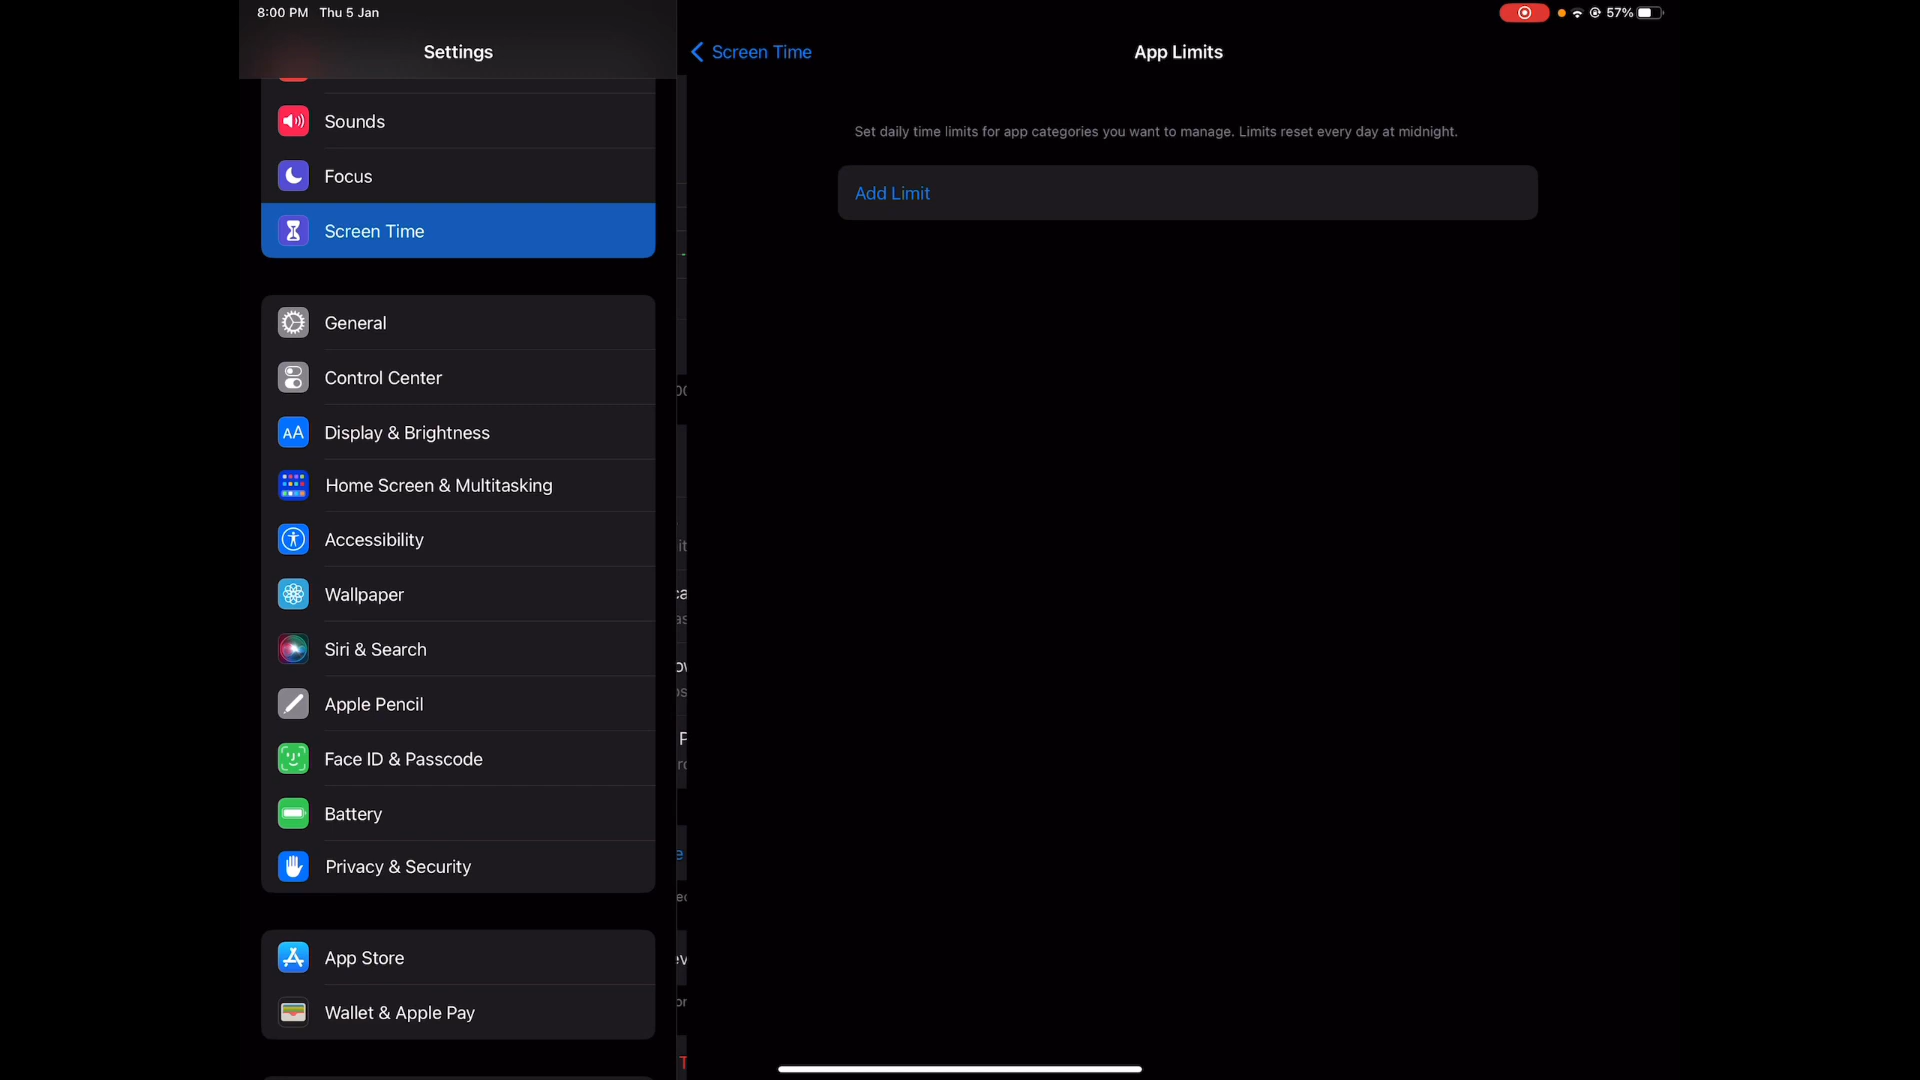 8:00 PM Thu 5 Jan
57%
Settings
Screen Time
App Limits
Sounds
Set daily time limits for app categories you want to manage. Limits reset every day at midnight.
Focus
Add Limit
Screen Time
General
Control Center
AA
Display & Brightness
Home Screen & Multitasking
Accessibility
Wallpaper
Siri & Search
Apple Pencil
Face ID & Passcode
Battery
Privacy & Security
App Store
Wallet & Apple Pay